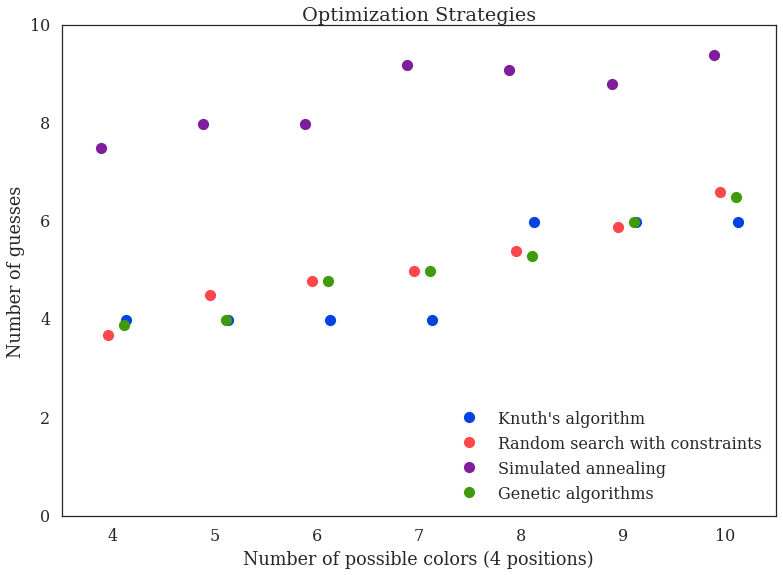 Optimization Strategies
10
8
6
4
2
0
Number of guesses
Knuth's algorithm
Random search with constraints
Simulated annealing
Genetic algorithms
4 5 6 7 8 9 10
Number of possible colors (4 positions)